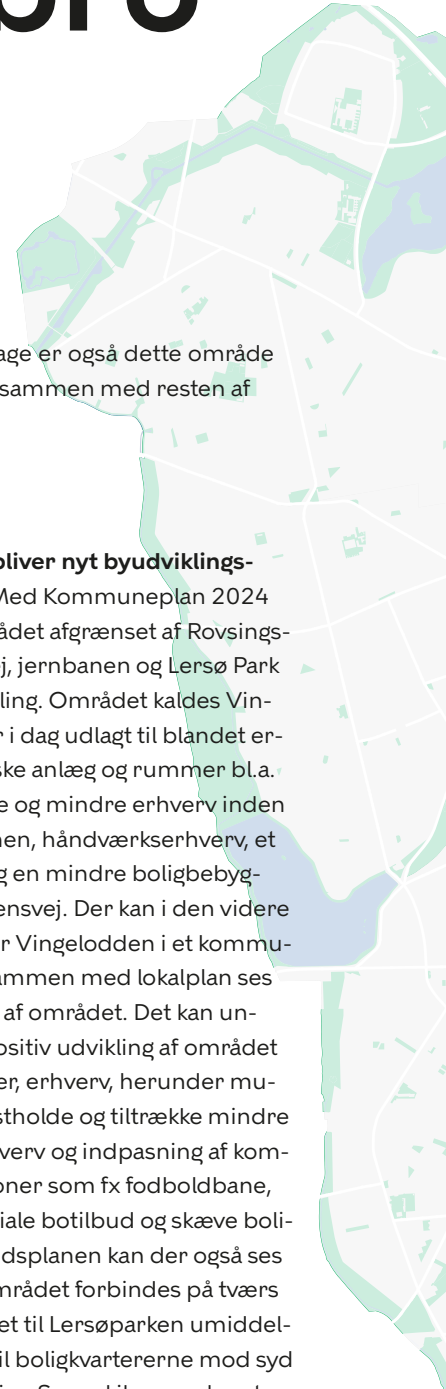 age er også dette område
sammen med resten af
bliver nyt byudviklings-
Med Kommuneplan 2024
ådet afgrænset af Rovsings-
ej, jernbanen og Lersø Park
ling. Området kaldes Vin-
r i dag udlagt til blandet er-
ske anlæg og rummer bl.a.
e og mindre erhverv inden
nen, håndværkserhverv, et
g en mindre boligbebyg-
ensvej. Der kan i den videre
r Vingelodden i et kommu-
ammen med lokalplan ses
af området. Det kan un-
ositiv udvikling af området
er, erhverv, herunder mu-
stholde og tiltrække mindre
verv og indpasning af kom-
oner som fx fodboldbane,
iale botilbud og skæve boli-
dsplanen kan der også ses
mrådet forbindes på tværs
et til Lersøparken umiddel-
il boligkvartererne mod syd